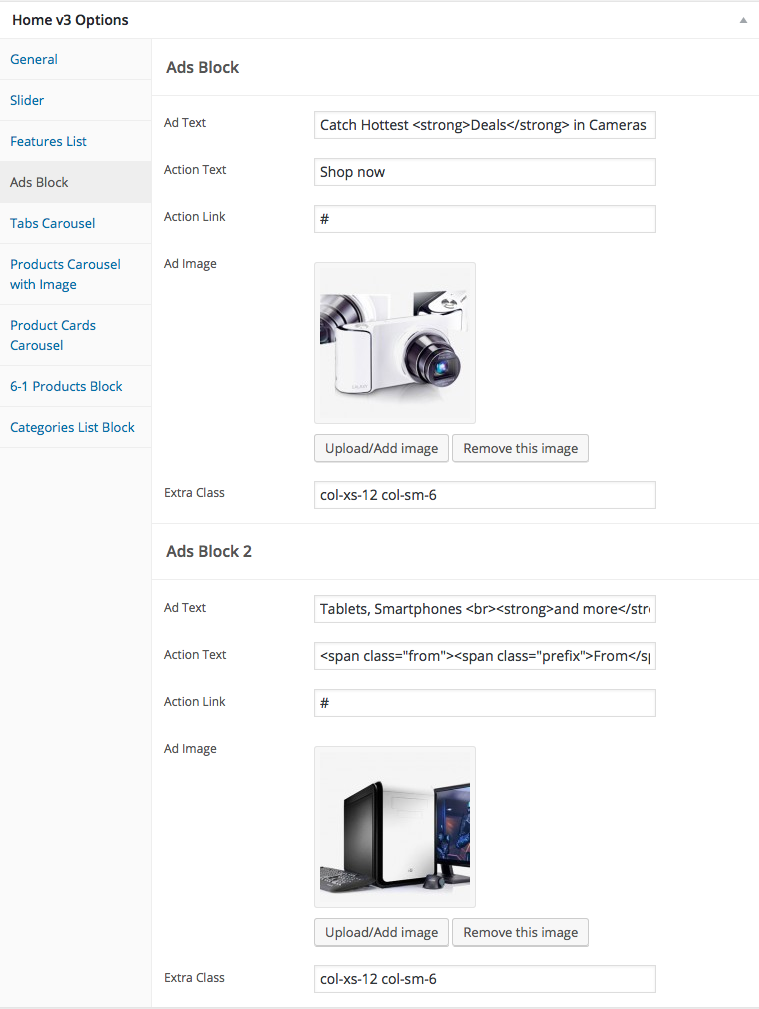 Home v3 Options
General
Slider
Features List
Ads Block
Tabs Carousel
Products Carousel
with Image
Product Cards
Carousel
6-1 Products Block
Categories List Block
Ads Block
Ad Text
Catch Hottest <strong>Deals</strong> in Cameras
Action Text
Shop now
Action Link
#
Ad Image
Upload/Add image
Remove this image
Extra Class
col-xs-12 col-sm-6
Ads Block 2
Ad Text
Tablets, Smartphones <br><strong>and more</stro
Action Text
<span class="from"><span class="prefix">From</sp
Action Link
#
Ad Image
Upload/Add image
Remove this image
Extra Class
col-xs-12 col-sm-6